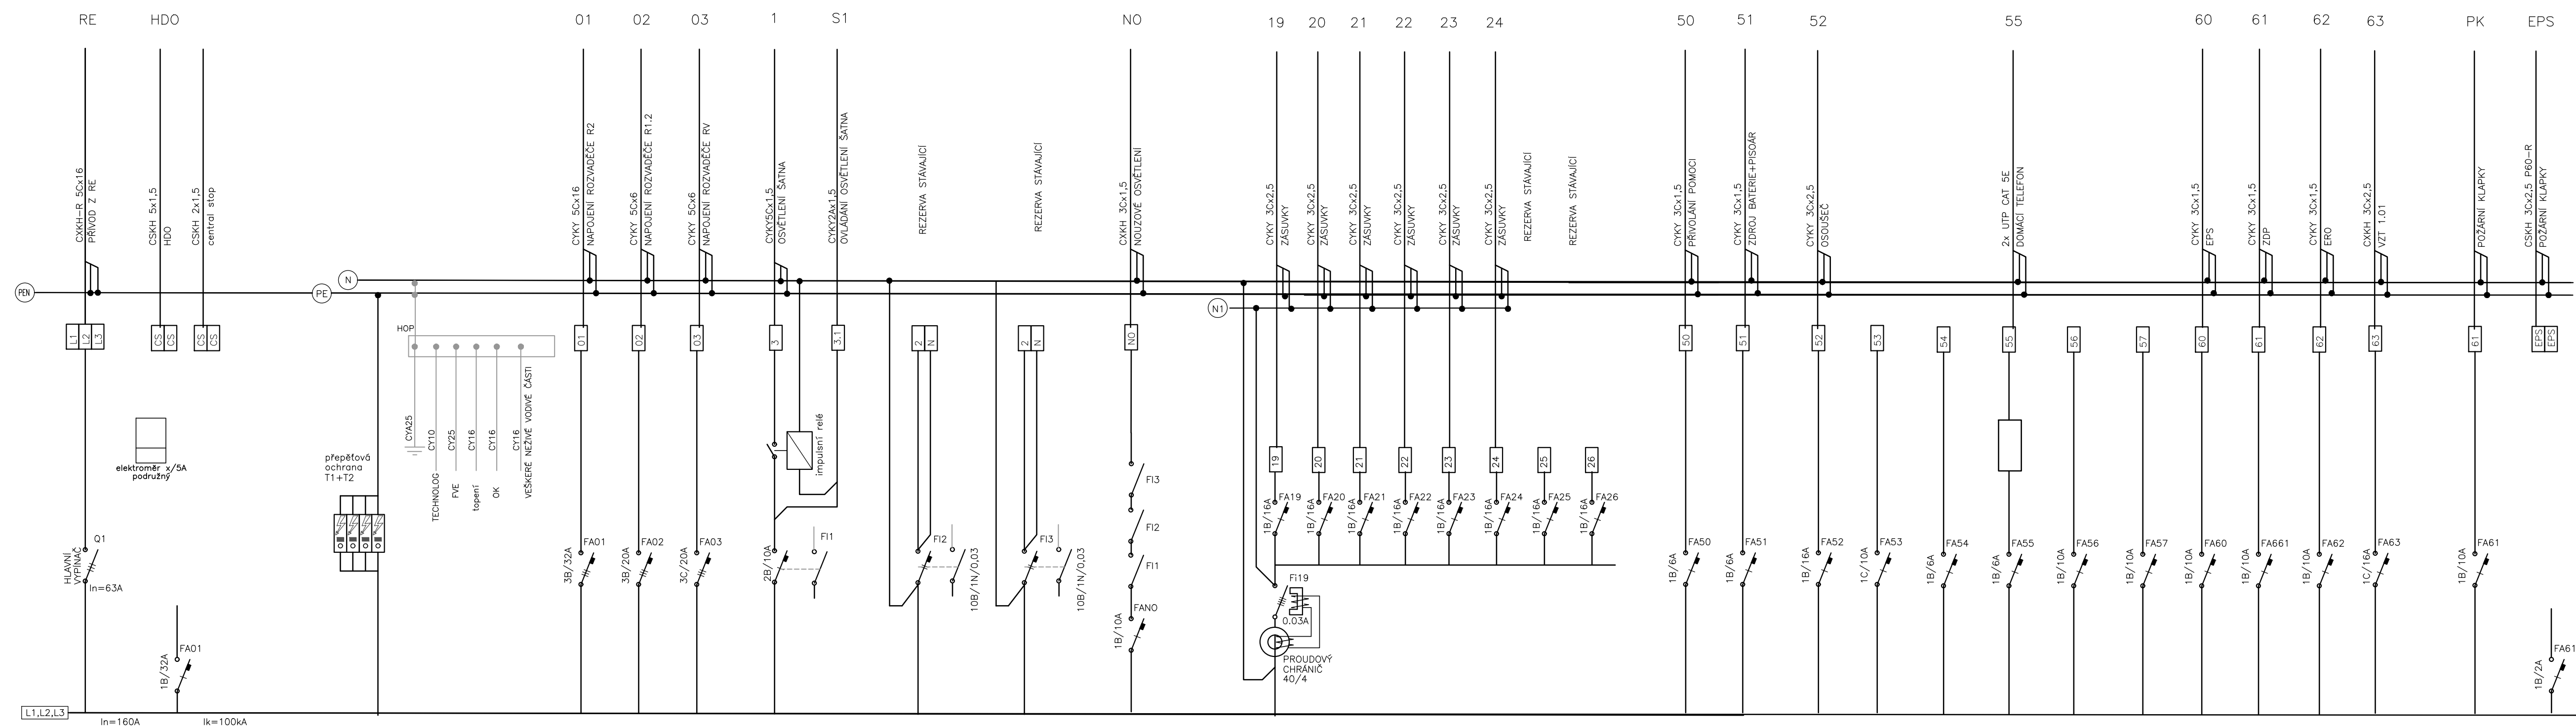 RE
HDO
01
02
03
1
S1
NO
19
20
21
22
23
24
50
51
52
55
60
61
62
63
PK
EPS
CXKH-R 5Cx16
PŘÍVOD Z RE
CSKH 5x1,5
HDO
CSKH 2x1,5
central stop
CYKY 5Cx16
NAPOJENÍ ROZVADĚČE R2
CYKY 5Cx6
NAPOJENÍ ROZVADĚČE R1.2
CYKY 5Cx6
NAPOJENÍ ROZVADĚČE RV
CYKY5Cx1,5
OSVĚTLENÍ ŠATNA
CYKY2Ax1,5
OVLÁDÁNÍ OSVĚTLENÍ ŠATNA
REZERVA STÁVAJÍCÍ
REZERVA STÁVAJÍCÍ
CXKH 3Cx1,5
NOUZOVÉ OSVĚTLENÍ
CYKY 3Cx2,5
ZÁSUVKY
CYKY 3Cx2,5
ZÁSUVKY
CYKY 3Cx2,5
ZÁSUVKY
CYKY 3Cx2,5
ZÁSUVKY
CYKY 3Cx2,5
ZÁSUVKY
CYKY 3Cx2,5
ZÁSUVKY
REZERVA STÁVAJÍCÍ
REZERVA STÁVAJÍCÍ
CYKY 3Cx1,5
PŘIVOLÁNÍ POMOCI
CYKY 3Cx1,5
ZDROJ BATERIE+PISOÁR
CYKY 3Cx2,5
OSOUŠEČ
2x UTP CAT 5E
DOMÁCÍ TELEFON
CYKY 3Cx1,5
EPS
CYKY 3Cx1,5
ZDP
CYKY 3Cx1,5
ERO
CXKH 3Cx2,5
VZT 1.01
POŽÁRNÍ KLAPKY
CSKH 3Cx2,5 P60-R
POŽÁRNÍ KLAPKY
PEN
PE
N
N1
L1
L2
L3
CS
CS
CS
CS
HOP
01
02
03
3
3.1
2
N
2
N
NO
50
51
52
53
54
55
56
57
60
61
62
63
61
EPS
EPS
CYA25
CY10
CY25
CY16
CY16
CY16
TECHNOLOG
FVE
topení
OK
VEŠKERÉ NEŽIVÉ VODIVÉ ČÁSTI
elektroměr x/5A
podružný
přepěťová
ochrana
T1+T2
impulsní relé
19
20
21
22
23
24
25
26
FA19
1B/16A
FA20
1B/16A
FA21
1B/16A
FA22
1B/16A
FA23
1B/16A
FA24
1B/16A
FA25
1B/16A
FA26
1B/16A
HLAVNÍ
VYPÍNAČ
Q1
In=63A
FA01
3B/32A
FA02
3B/20A
FA03
3C/20A
2B/10A
FI1
FI2
10B/1N/0,03
FI3
10B/1N/0,03
FI3
FI2
FI1
FANO
1B/10A
Fi19
0.03A
PROUDOVÝ
CHRÁNIČ
40/4
FA50
1B/6A
FA51
1B/6A
FA52
1B/16A
FA53
1C/10A
FA54
1B/6A
FA55
1B/6A
FA56
1B/10A
FA57
1B/10A
FA60
1B/10A
FA661
1B/10A
FA62
1B/10A
FA63
1C/16A
FA61
1B/10A
FA61
1B/2A
FA01
1B/32A
L1,L2,L3
In=160A
Ik=100kA